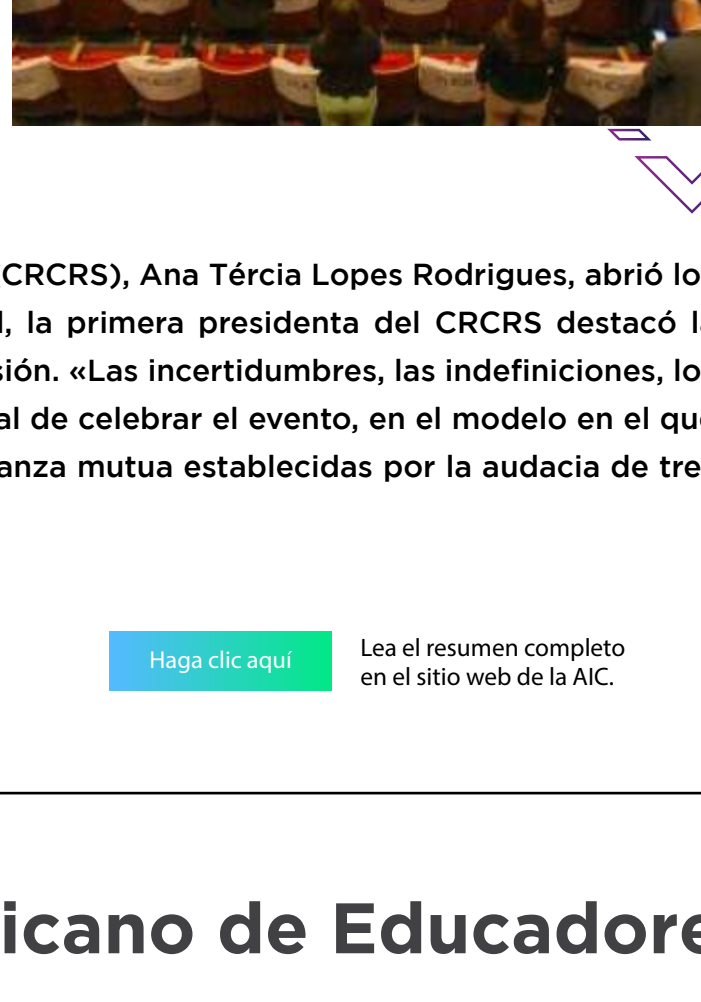 CRCRS), Ana Tércia Lopes Rodrigues, abrió lo
, la primera presidenta del CRCRS destacó l
sión. «Las incertidumbres, las indefiniciones, lo
al de celebrar el evento, en el modelo en el qu
anza mutua establecidas por la audacia de tre
Haga clic aquí
Lea el resumen completo
en el sitio web de la AIC.
icano de Educadore